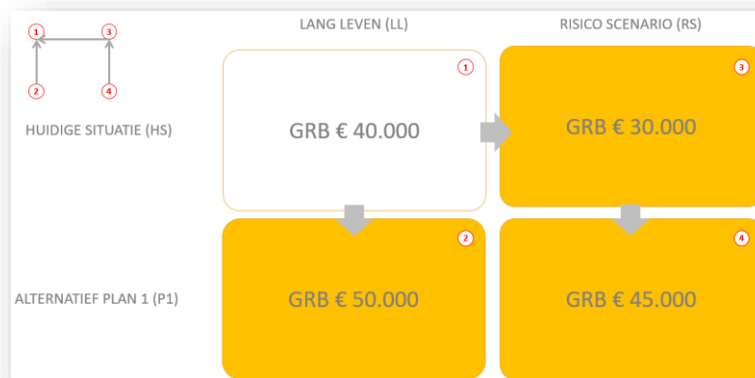 LANG LEVEN (LL)
RISICO SCENARIO (RS)
1
3
2
4
1
3
HUIDIGE SITUATIE (HS)
GRB € 40.000
GRB € 30.000
2
4
ALTERNATIEF PLAN 1 (P1)
GRB € 50.000
GRB € 45.000